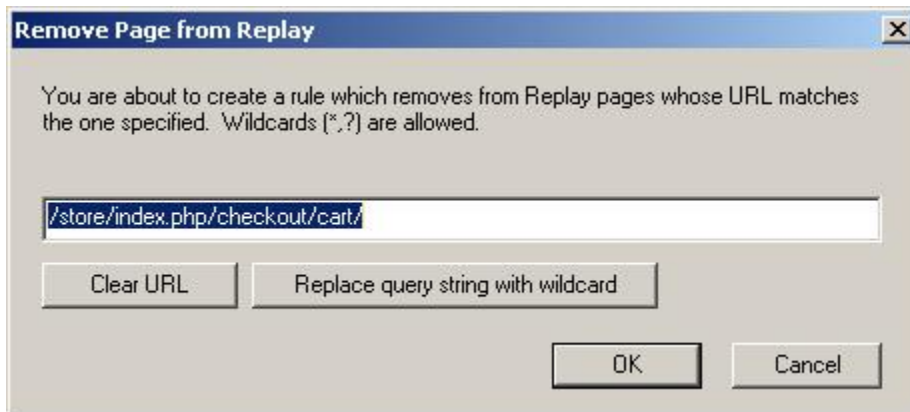 Remove Page from Replay
You are about to create a rule which removes from Replay pages whose URL matches
the one specified.  Wildcards (*,?) are allowed.
/store/index.php/checkout/cart/
Clear URL
Replace query string with wildcard
OK
Cancel